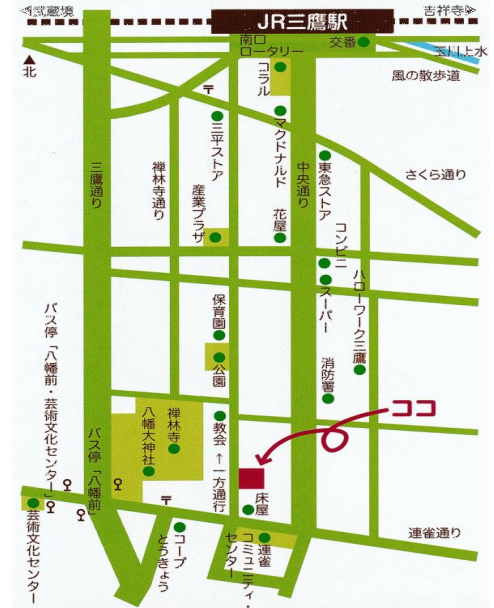 武蔵境
JR三鷹駅
吉祥寺
南口
ロータリー
交番
玉川上水
風の散歩道
北
コラル
〒
三平ストア
マクドナルド
東急ストア
さくら通り
三鷹通り
禅林寺通り
中央通り
産業プラザ
花屋
コンビニ
スーパー
ハローワーク三鷹
保育園
公園
消防署
バス停「八幡前・芸術文化センター」
バス停「八幡前」
八幡大神社
禅林寺
教会
←一方通行
ココ
床屋
〒
連雀通り
芸術文化センター
コープ
とうきょう
連雀
コミュニティ・
センター